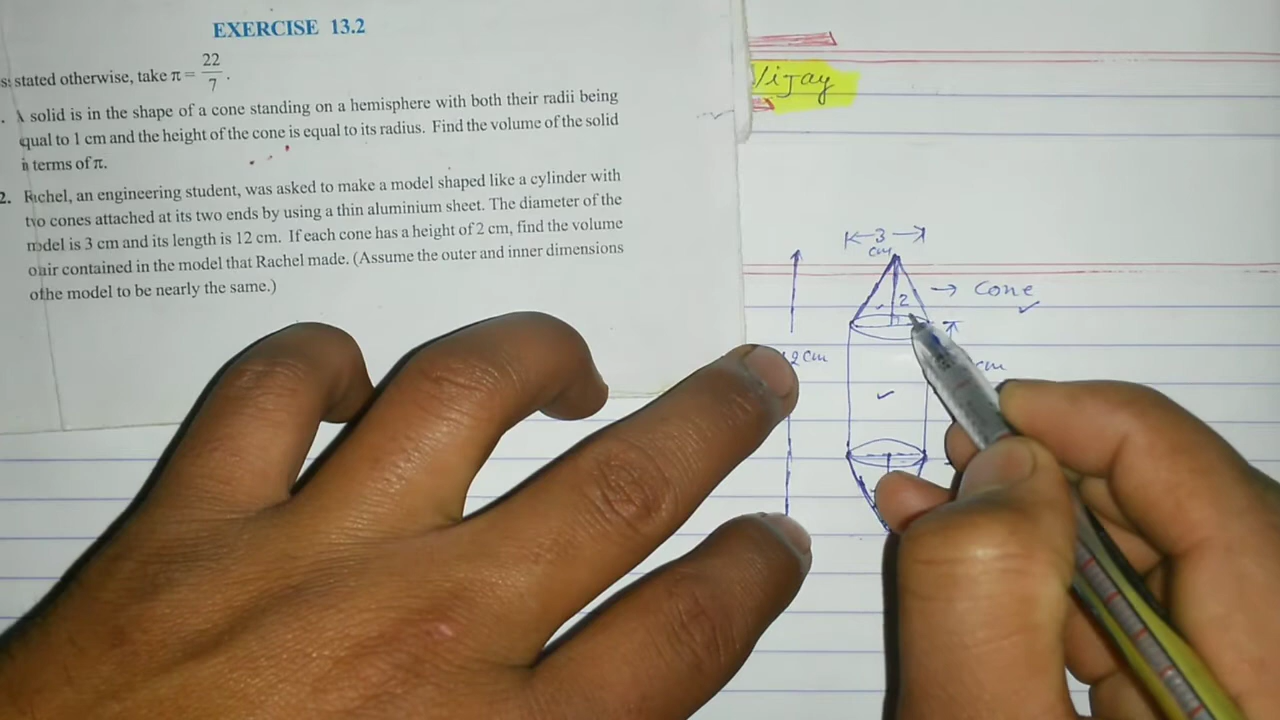 EXERCISE 13.2
s stated otherwise, take π = 22/7.
. A solid is in the shape of a cone standing on a hemisphere with both their radii being
qual to 1 cm and the height of the cone is equal to its radius. Find the volume of the solid
in terms of π.
2. Rachel, an engineering student, was asked to make a model shaped like a cylinder with
two cones attached at its two ends by using a thin aluminium sheet. The diameter of the
model is 3 cm and its length is 12 cm. If each cone has a height of 2 cm, find the volume
of air contained in the model that Rachel made. (Assume the outer and inner dimensions
of the model to be nearly the same.)
Vijay
3
cm
2
Cone
2 cm
cm